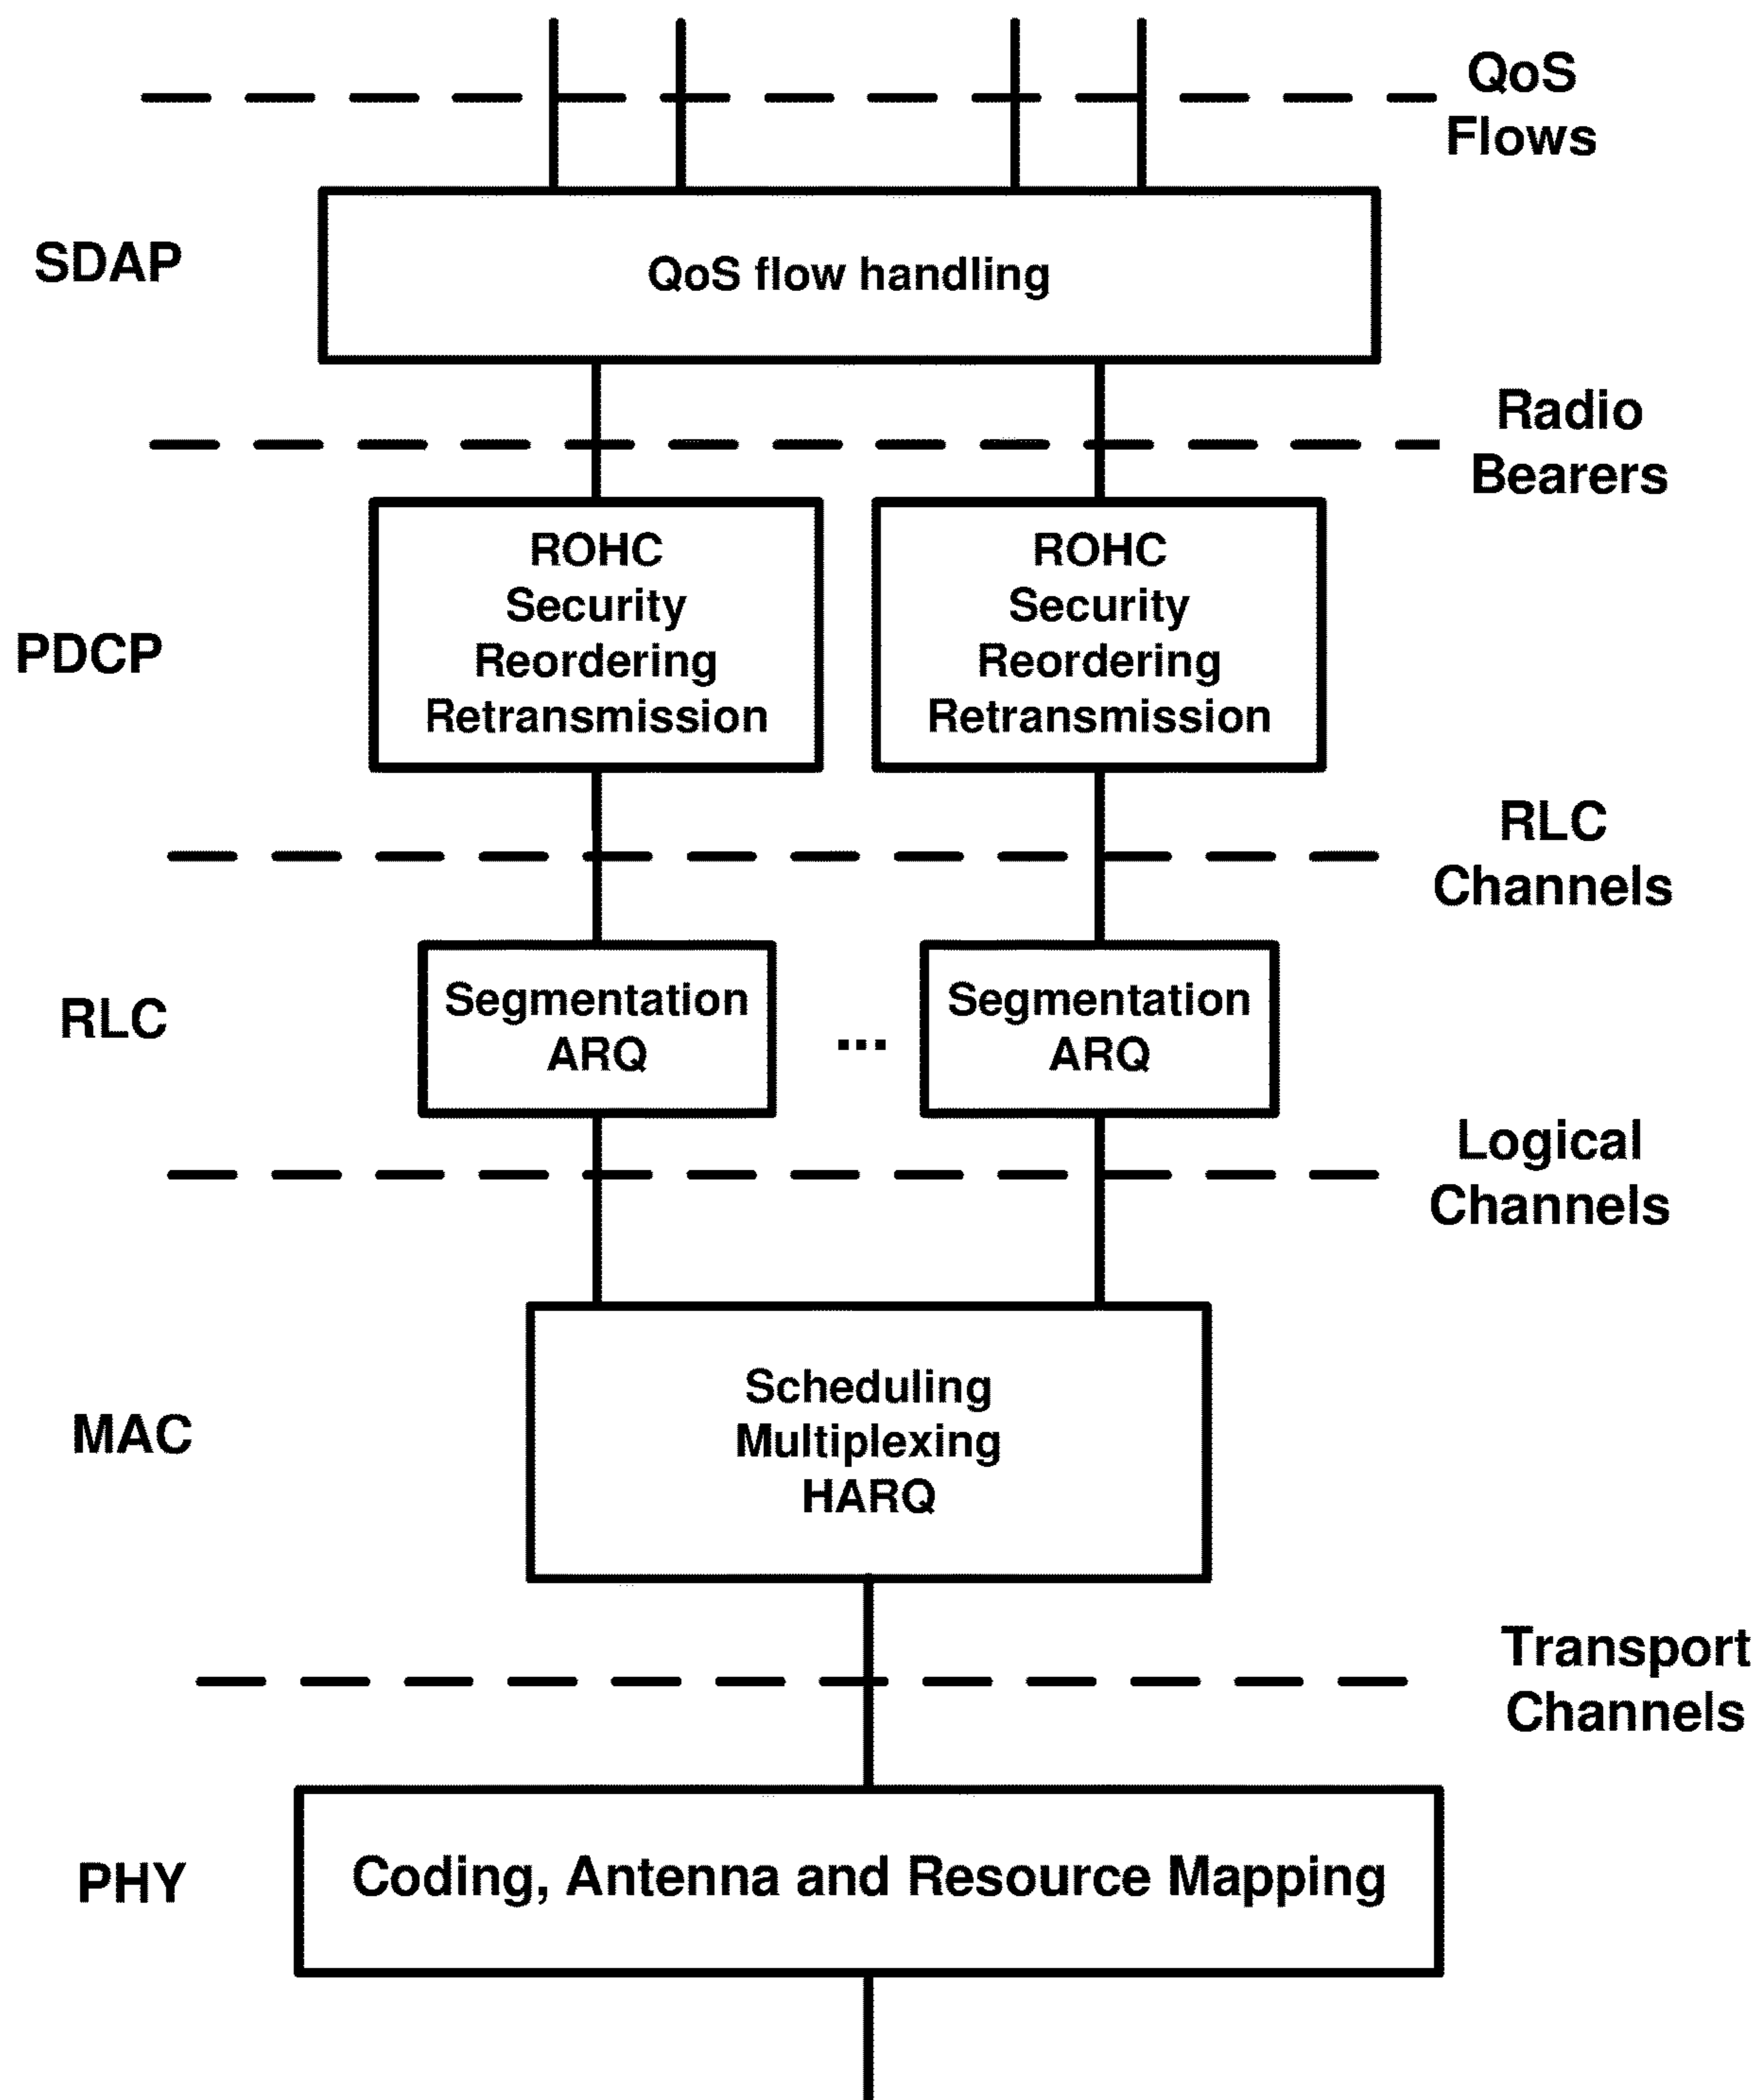 QoS
Flows
SDAP
QoS flow handling
Radio
Bearers
PDCP
ROHC
Security
Reordering
Retransmission
ROHC
Security
Reordering
Retransmission
RLC
Channels
RLC
Segmentation
ARQ
...
Segmentation
ARQ
Logical
Channels
MAC
Scheduling
Multiplexing
HARQ
Transport
Channels
PHY
Coding, Antenna and Resource Mapping